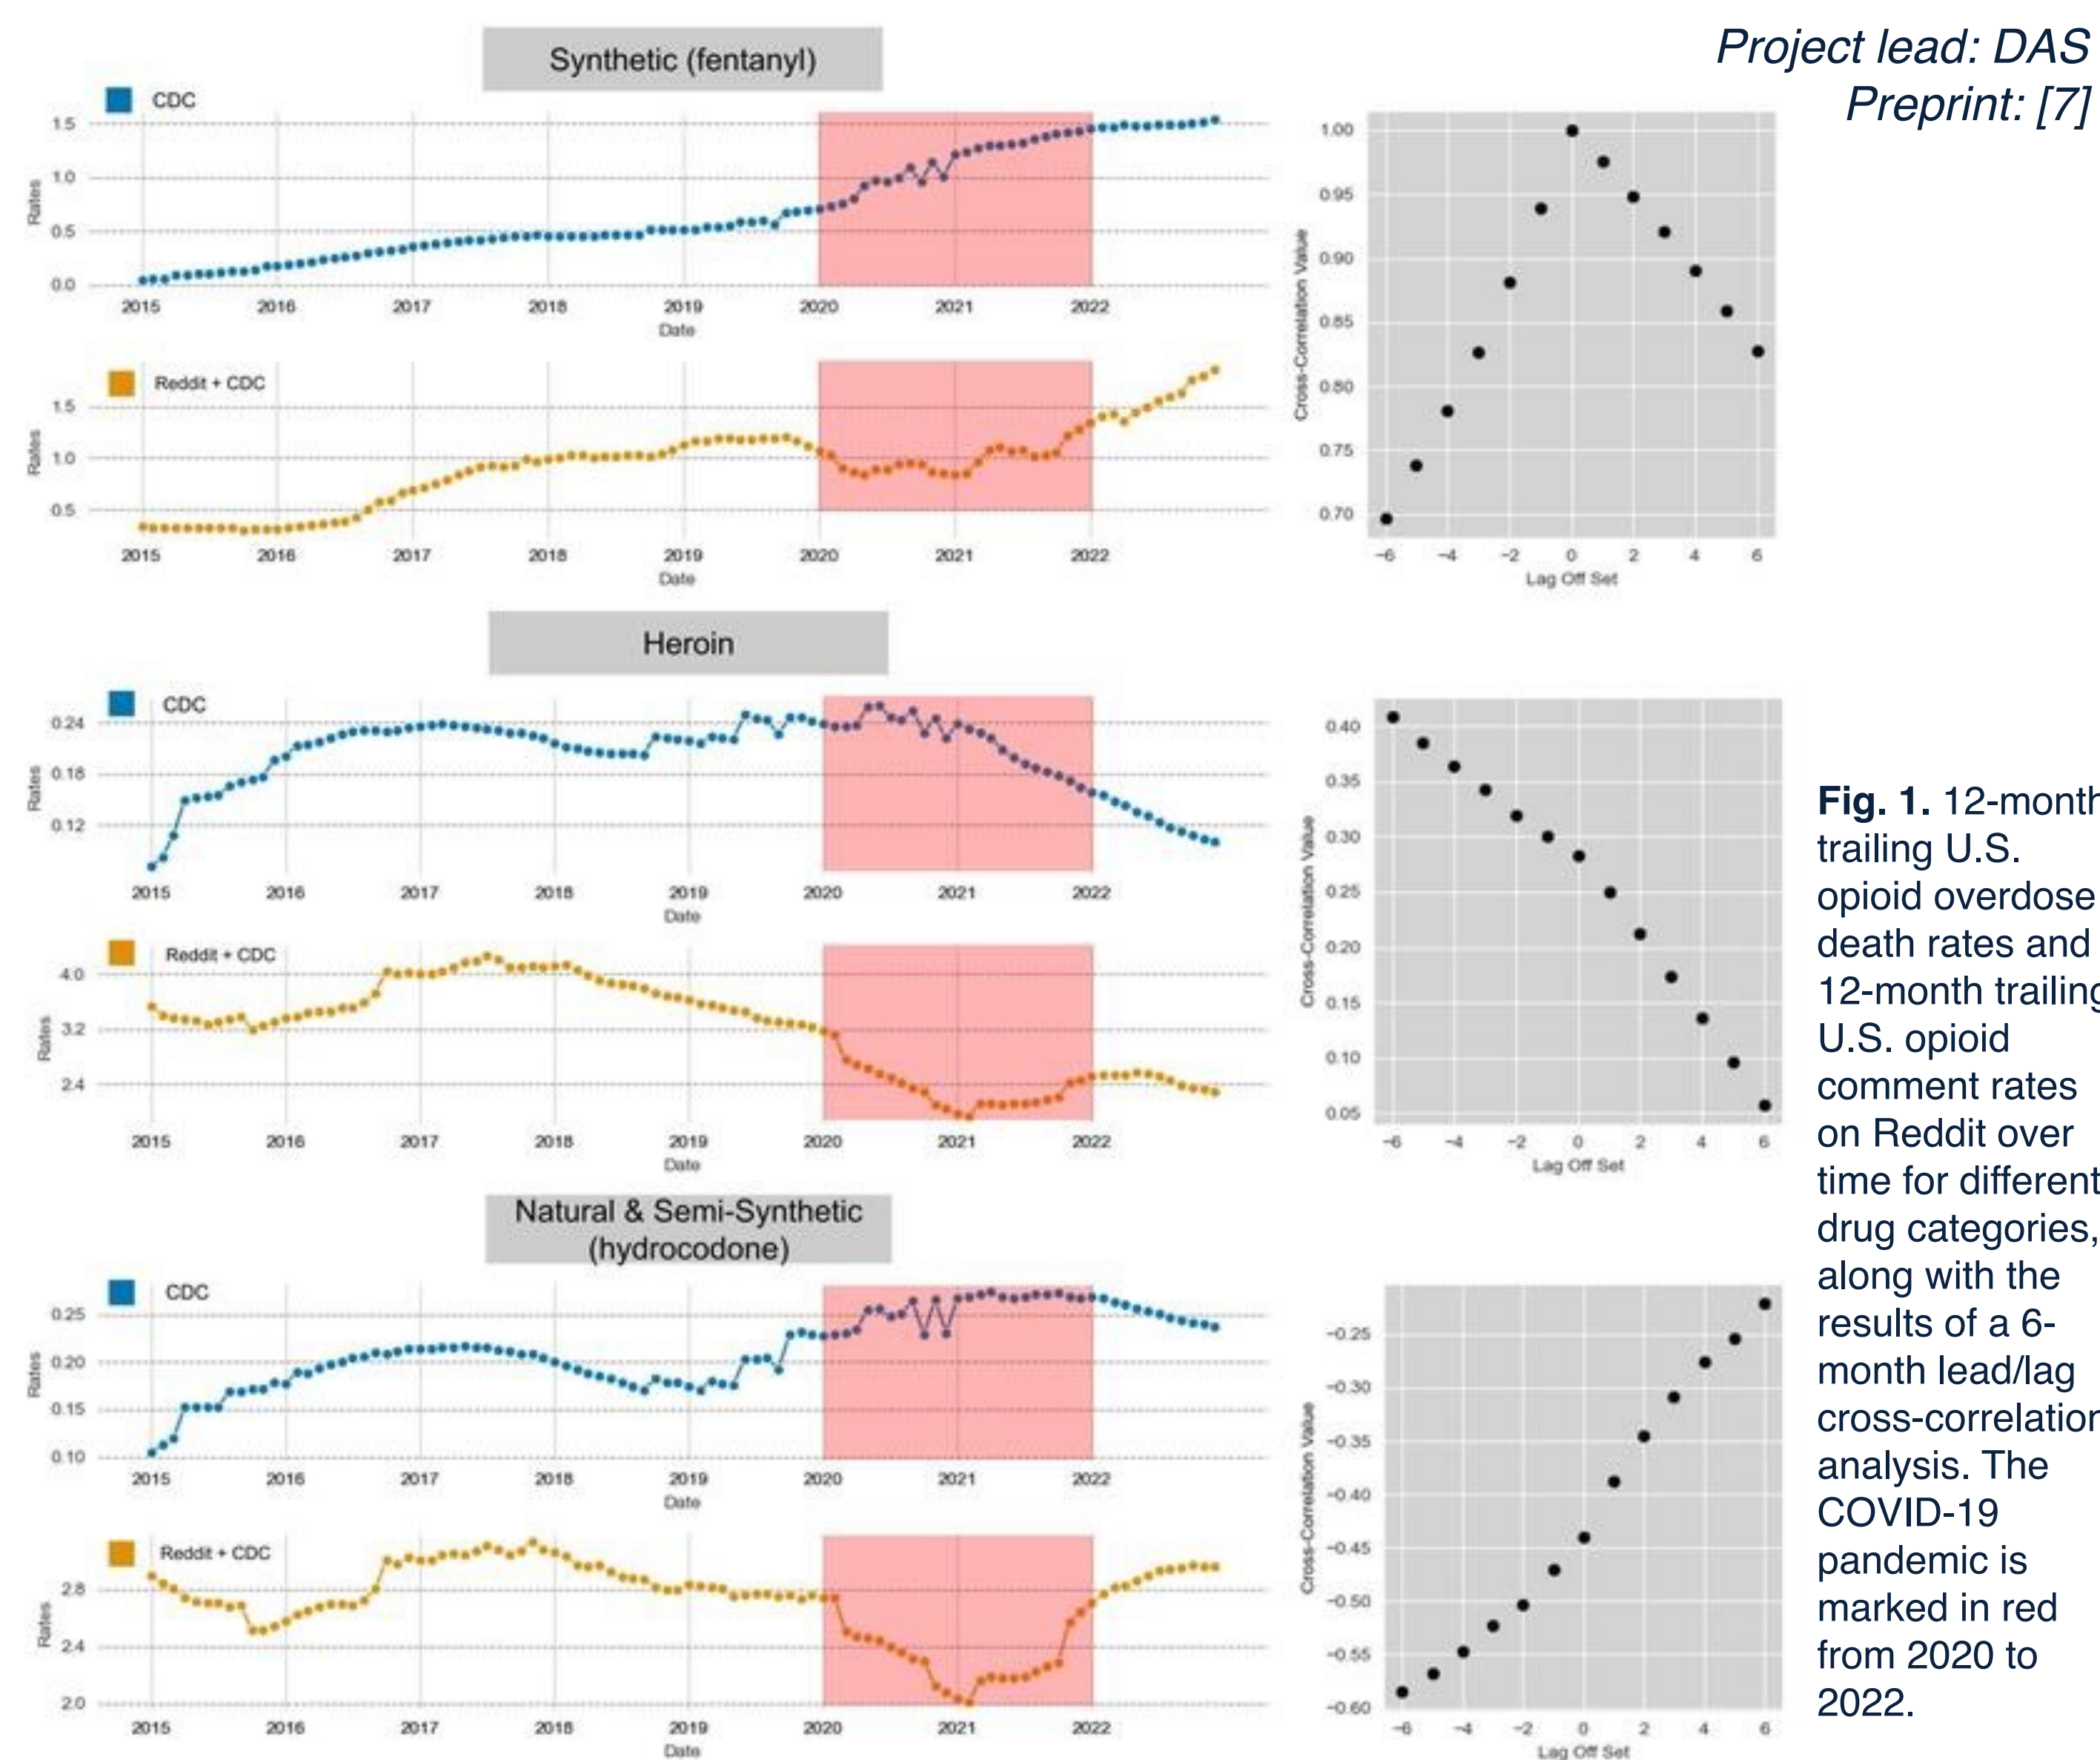 Project lead: DAS
Preprint: [7]
Synthetic (fentanyl)
CDC
1.5
1.0
0.5
0.0
Rates
2015 2016 2017 2018 2019 2020 2021 2022
Date
Reddit + CDC
1.5
1.0
0.5
Rates
2015 2016 2017 2018 2019 2020 2021 2022
Date
1.00
0.95
0.90
0.85
0.80
0.75
0.70
Cross-Correlation Value
-6 -4 -2 0 2 4 6
Lag Off Set
Heroin
CDC
0.24
0.18
0.12
Rates
2015 2016 2017 2018 2019 2020 2021 2022
Date
Reddit + CDC
4.0
3.2
2.4
Rates
2015 2016 2017 2018 2019 2020 2021 2022
Date
0.40
0.35
0.30
0.25
0.20
0.15
0.10
0.05
Cross-Correlation Value
-6 -4 -2 0 2 4 6
Lag Off Set
Natural & Semi-Synthetic
(hydrocodone)
CDC
0.25
0.20
0.15
0.10
Rates
2015 2016 2017 2018 2019 2020 2021 2022
Date
Reddit + CDC
2.8
2.4
2.0
Rates
2015 2016 2017 2018 2019 2020 2021 2022
Date
-0.25
-0.30
-0.35
-0.40
-0.45
-0.50
-0.55
-0.60
Cross-Correlation Value
-6 -4 -2 0 2 4 6
Lag Off Set
Fig. 1. 12-month
trailing U.S.
opioid overdose
death rates and
12-month trailing
U.S. opioid
comment rates
on Reddit over
time for different
drug categories,
along with the
results of a 6-
month lead/lag
cross-correlation
analysis. The
COVID-19
pandemic is
marked in red
from 2020 to
2022.